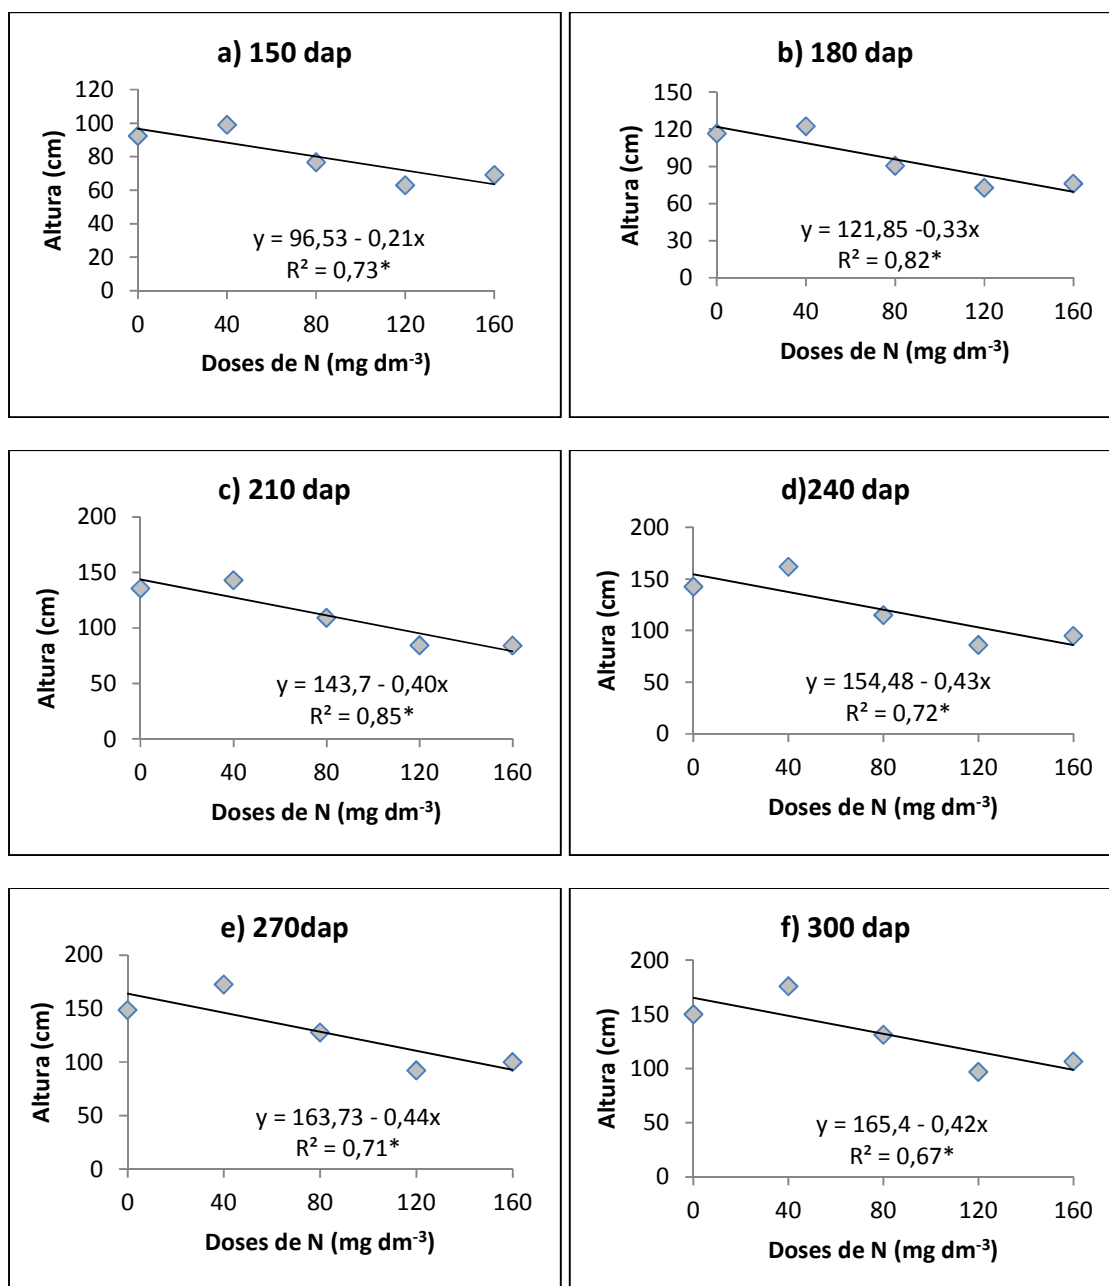 a) 150 dap
Altura (cm)
120
100
80
60
40
20
0
y = 96,53 - 0,21x
R² = 0,73*
0 40 80 120 160
Doses de N (mg dm⁻³)
b) 180 dap
Altura (cm)
150
120
90
60
30
0
y = 121,85 -0,33x
R² = 0,82*
0 40 80 120 160
Doses de N (mg dm⁻³)
c) 210 dap
Altura (cm)
200
150
100
50
0
y = 143,7 - 0,40x
R² = 0,85*
0 40 80 120 160
Doses de N (mg dm⁻³)
d)240 dap
Altura (cm)
200
150
100
50
0
y = 154,48 - 0,43x
R² = 0,72*
0 40 80 120 160
Doses de N (mg dm⁻³)
e) 270dap
Altura (cm)
200
150
100
50
0
y = 163,73 - 0,44x
R² = 0,71*
0 40 80 120 160
Doses de N (mg dm⁻³)
f) 300 dap
Altura (cm)
200
150
100
50
0
y = 165,4 - 0,42x
R² = 0,67*
0 40 80 120 160
Doses de N (mg dm⁻³)